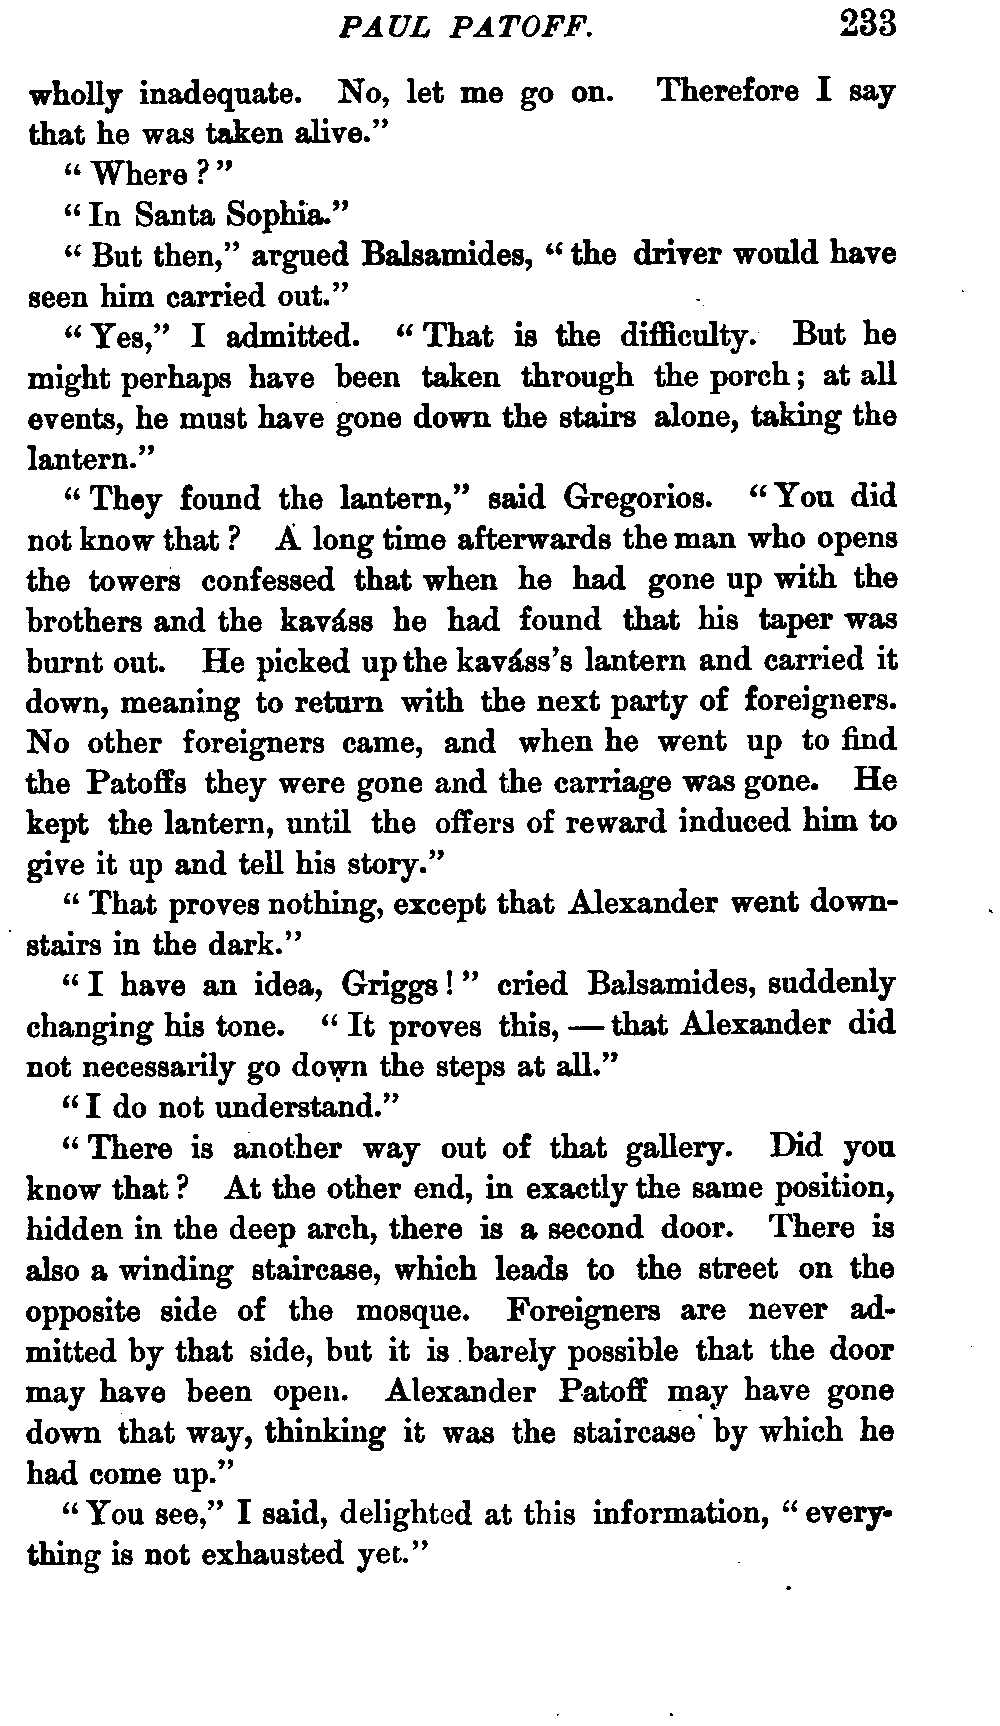 PAUL PATOFF. 233
wholly inadequate. No, let me go on. Therefore I say
that he was taken alive."
"Where?"
"In Santa Sophia."
"But then," argued Balsamides, "the driver would have
seen him carried out."
"Yes," I admitted. "That is the difficulty. But he
might perhaps have been taken through the porch; at all
events, he must have gone down the stairs alone, taking the
lantern."
"They found the lantern," said Gregorios. "You did
not know that? A long time afterwards the man who opens
the towers confessed that when he had gone up with the
brothers and the kaváss he had found that his taper was
burnt out. He picked up the kaváss's lantern and carried it
down, meaning to return with the next party of foreigners.
No other foreigners came, and when he went up to find
the Patoffs they were gone and the carriage was gone. He
kept the lantern, until the offers of reward induced him to
give it up and tell his story."
"That proves nothing, except that Alexander went down-
stairs in the dark."
"I have an idea, Griggs!" cried Balsamides, suddenly
changing his tone. "It proves this, — that Alexander did
not necessarily go down the steps at all."
"I do not understand."
"There is another way out of that gallery. Did you
know that? At the other end, in exactly the same position,
hidden in the deep arch, there is a second door. There is
also a winding staircase, which leads to the street on the
opposite side of the mosque. Foreigners are never ad-
mitted by that side, but it is barely possible that the door
may have been open. Alexander Patoff may have gone
down that way, thinking it was the staircase by which he
had come up."
"You see," I said, delighted at this information, "every-
thing is not exhausted yet."